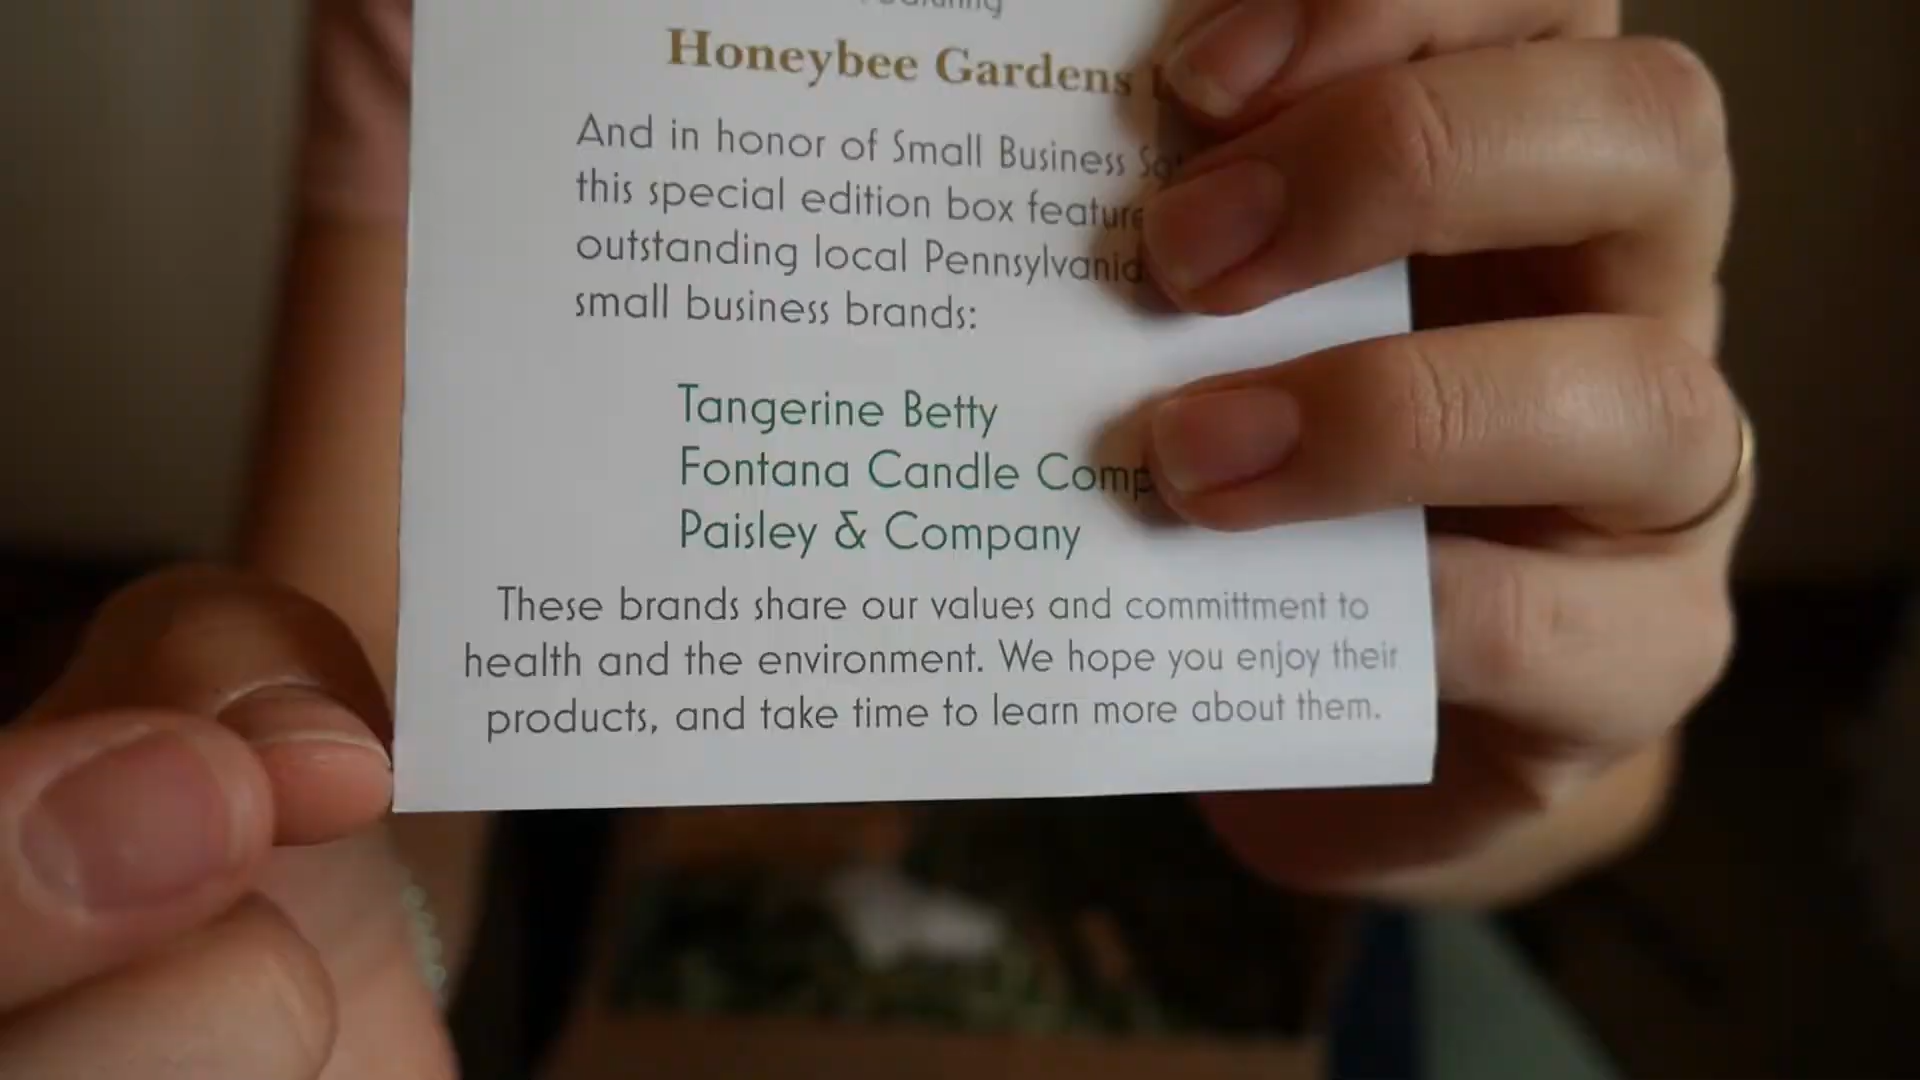 Honeybee Gardens
And in honor of Small Business
this special edition box feature
outstanding local Pennsylvania
small business brands:
Tangerine Betty
Fontana Candle Comp
Paisley & Company
These brands share our values and committment to
health and the environment. We hope you enjoy their
products, and take time to learn more about them.